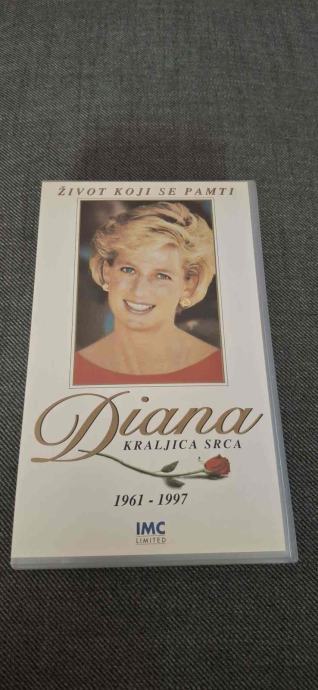 ŽIVOT KOJI SE PAMTI
Diana
KRALJICA SRCA
1961 - 1997
IMC
LIMITED